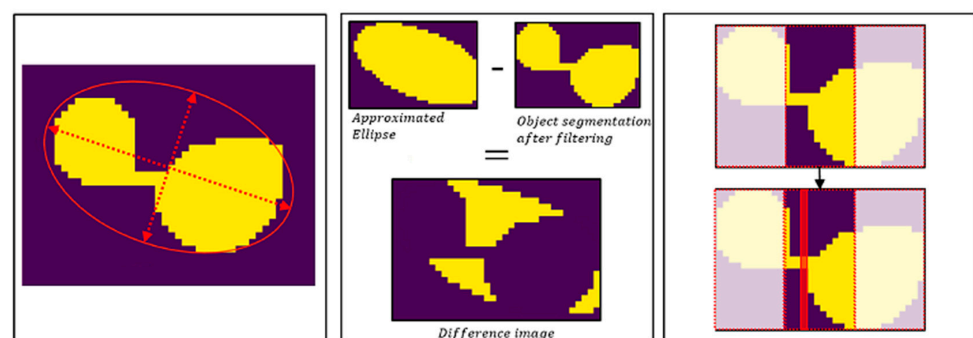 Approximated
Ellipse
-
Object segmentation
after filtering
=
Difference image